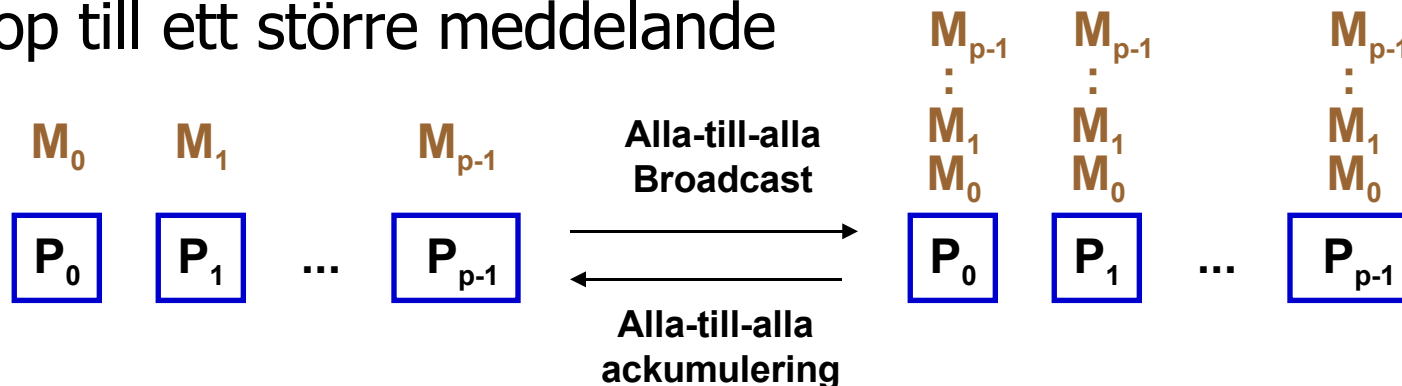 op till ett större meddelande
M0 M1 Mp-1
Alla-till-alla
Broadcast
P0 P1 ... Pp-1
Alla-till-alla
ackumulering
Mp-1 Mp-1 Mp-1
: : :
M1 M1 M1
M0 M0 M0
P0 P1 ... Pp-1